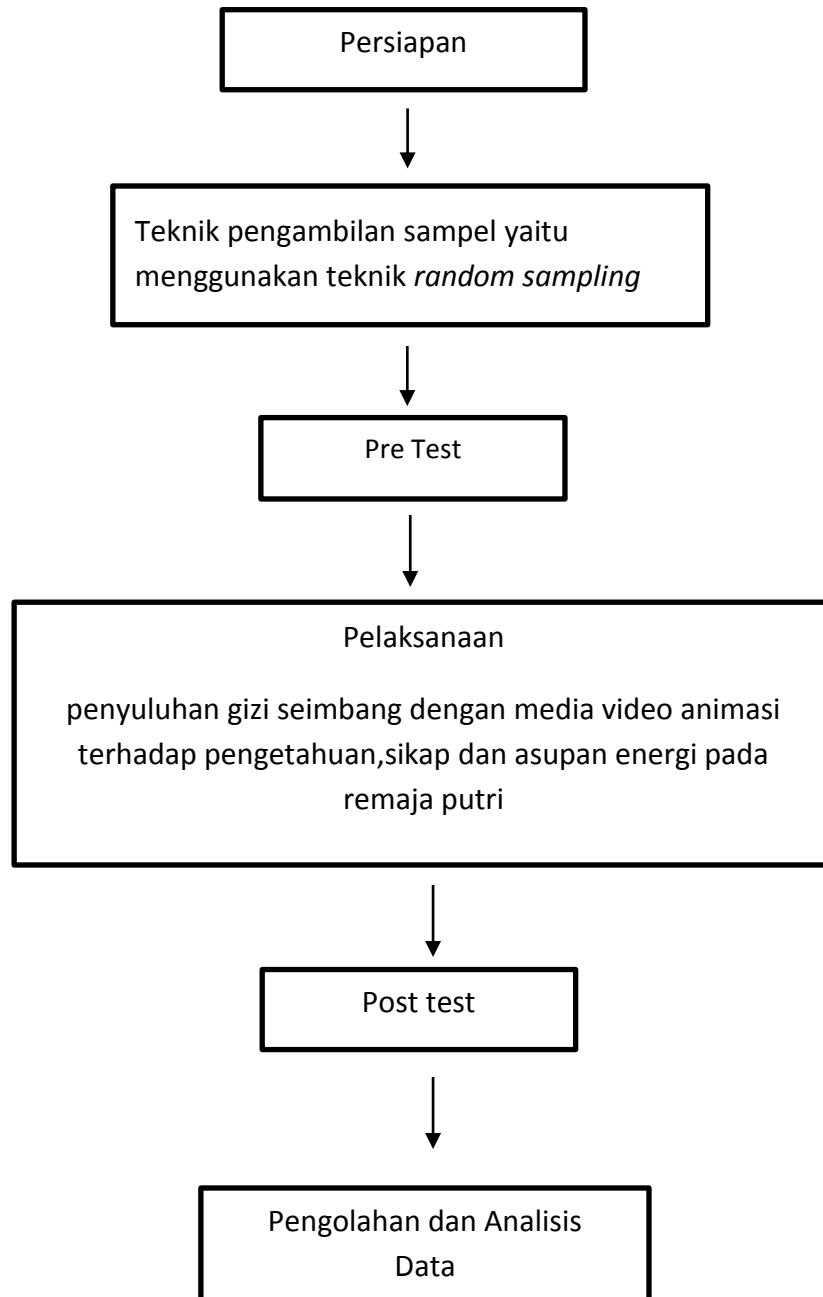 Persiapan
Teknik pengambilan sampel yaitu
menggunakan teknik random sampling
Pre Test
Pelaksanaan
penyuluhan gizi seimbang dengan media video animasi
terhadap pengetahuan,sikap dan asupan energi pada
remaja putri
Post test
Pengolahan dan Analisis
Data